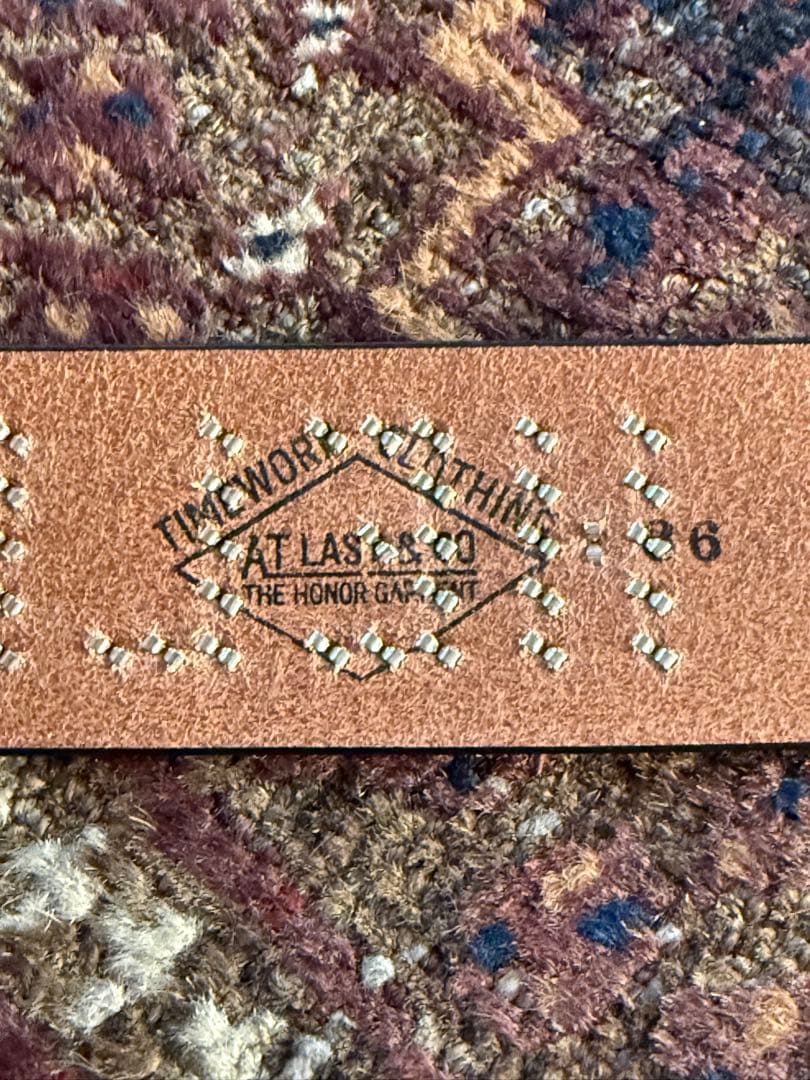 TIMEWORN CLOTHING
AT LAST & CO
THE HONOR GARMENT
36